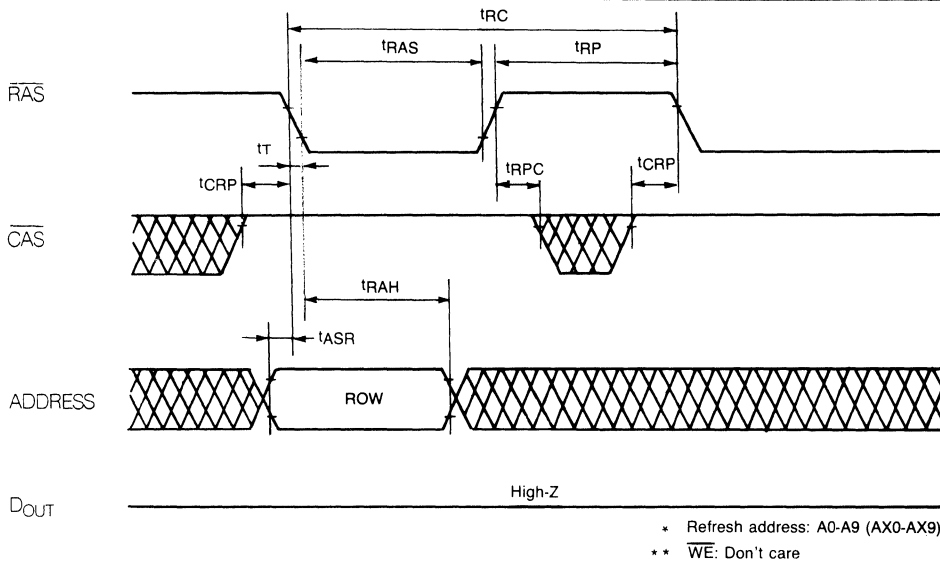 tRC
tRAS
tRP
RAS
tT
tRPC
tCRP
tCRP
CAS
tRAH
tASR
ADDRESS
ROW
High-Z
DOUT
* Refresh address: A0-A9 (AX0-AX9)
** WE: Don't care